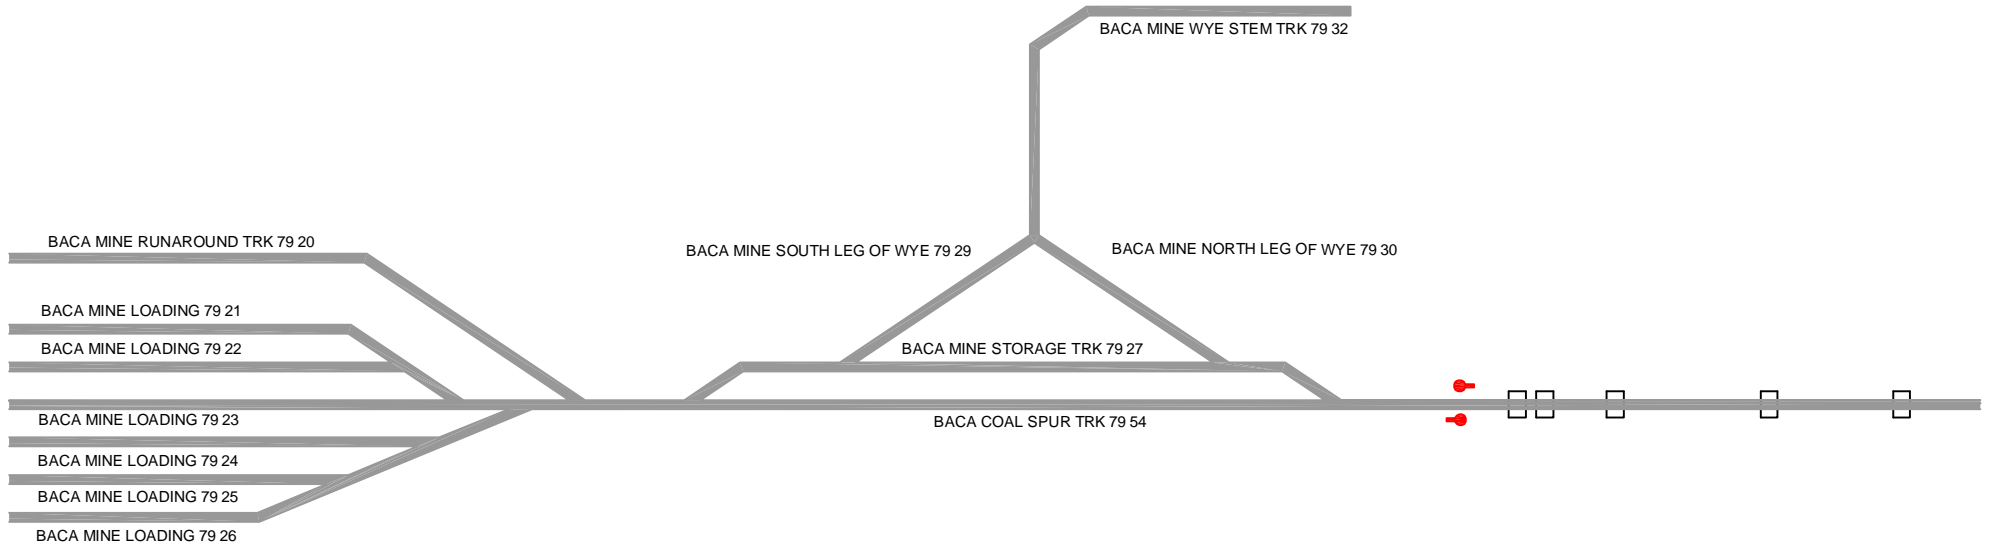 BACA MINE WYE STEM TRK 79 32
BACA MINE RUNAROUND TRK 79 20
BACA MINE SOUTH LEG OF WYE 79 29
BACA MINE NORTH LEG OF WYE 79 30
BACA MINE LOADING 79 21
BACA MINE LOADING 79 22
BACA MINE STORAGE TRK 79 27
BACA MINE LOADING 79 23
BACA COAL SPUR TRK 79 54
BACA MINE LOADING 79 24
BACA MINE LOADING 79 25
BACA MINE LOADING 79 26